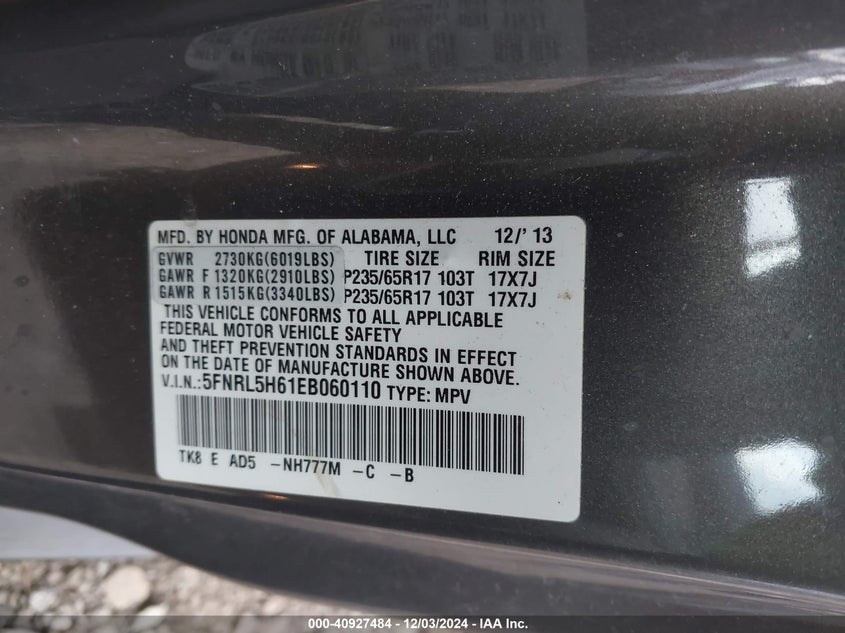 MFD. BY HONDA MFG. OF ALABAMA, LLC 12/' 13
GVWR 2730KG(6019LBS) TIRE SIZE RIM SIZE
GAWR F 1320KG(2910LBS) P235/65R17 103T 17X7J
GAWR R 1515KG(3340LBS) P235/65R17 103T 17X7J
THIS VEHICLE CONFORMS TO ALL APPLICABLE
FEDERAL MOTOR VEHICLE SAFETY
AND THEFT PREVENTION STANDARDS IN EFFECT
ON THE DATE OF MANUFACTURE SHOWN ABOVE.
V.I.N.:5FNRL5H61EB060110 TYPE: MPV
TK8 E AD5 -NH777M -C -B
000-40927484 - 12/03/2024 - IAA Inc.